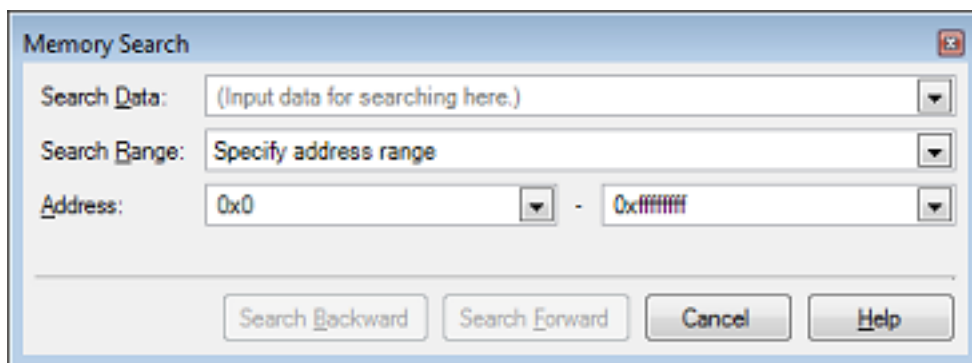 Memory Search
Search Data: (Input data for searching here.)
Search Range: Specify address range
Address: 0x0 - 0xffffffff
Search Backward Search Forward Cancel Help